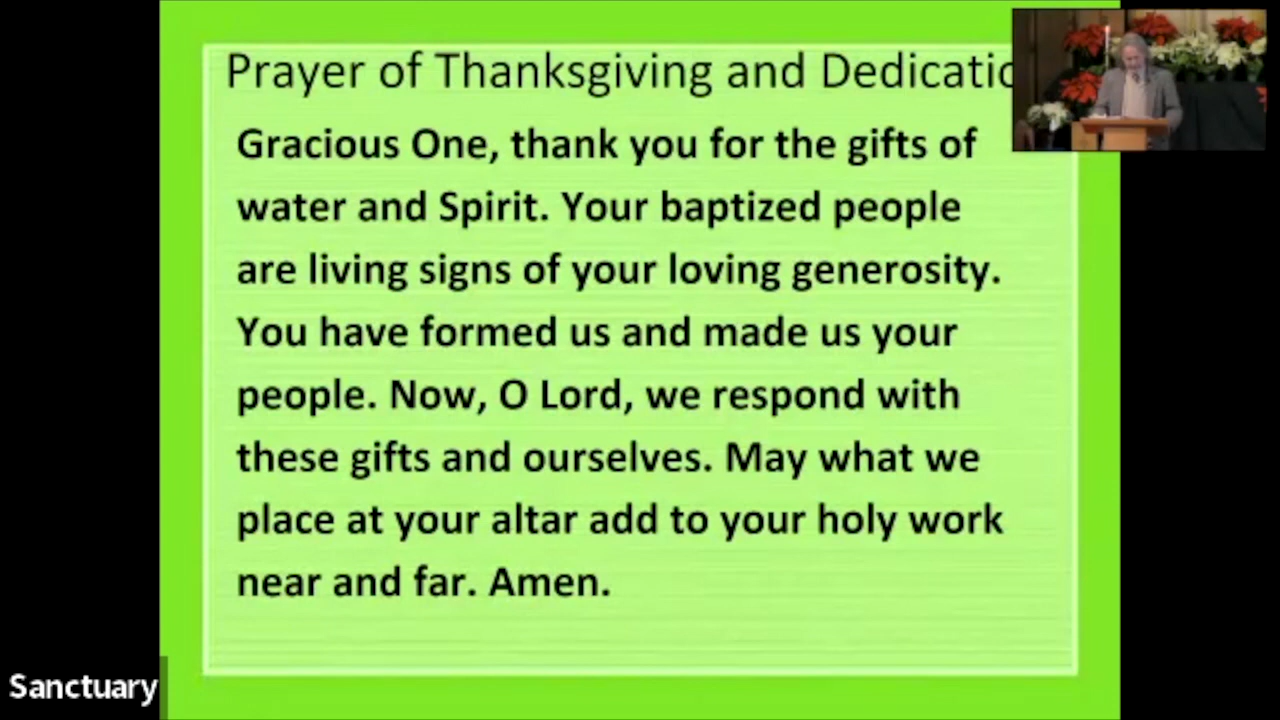 Prayer of Thanksgiving and Dedicatio
Gracious One, thank you for the gifts of
water and Spirit. Your baptized people
are living signs of your loving generosity.
You have formed us and made us your
people. Now, O Lord, we respond with
these gifts and ourselves. May what we
place at your altar add to your holy work
near and far. Amen.
Sanctuary